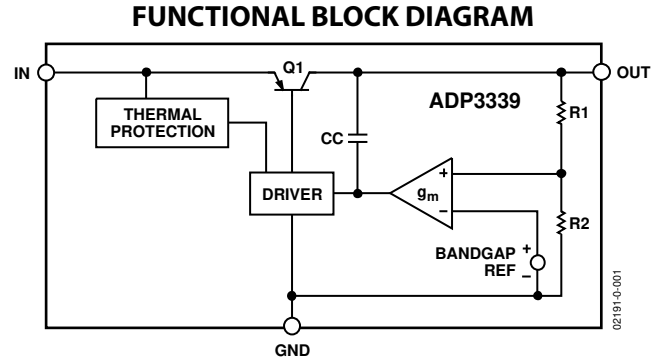 FUNCTIONAL BLOCK DIAGRAM
IN
Q1
OUT
THERMAL
PROTECTION
ADP3339
R1
CC
DRIVER
+
gm
–
R2
BANDGAP
REF
+
–
GND
02191-0-001